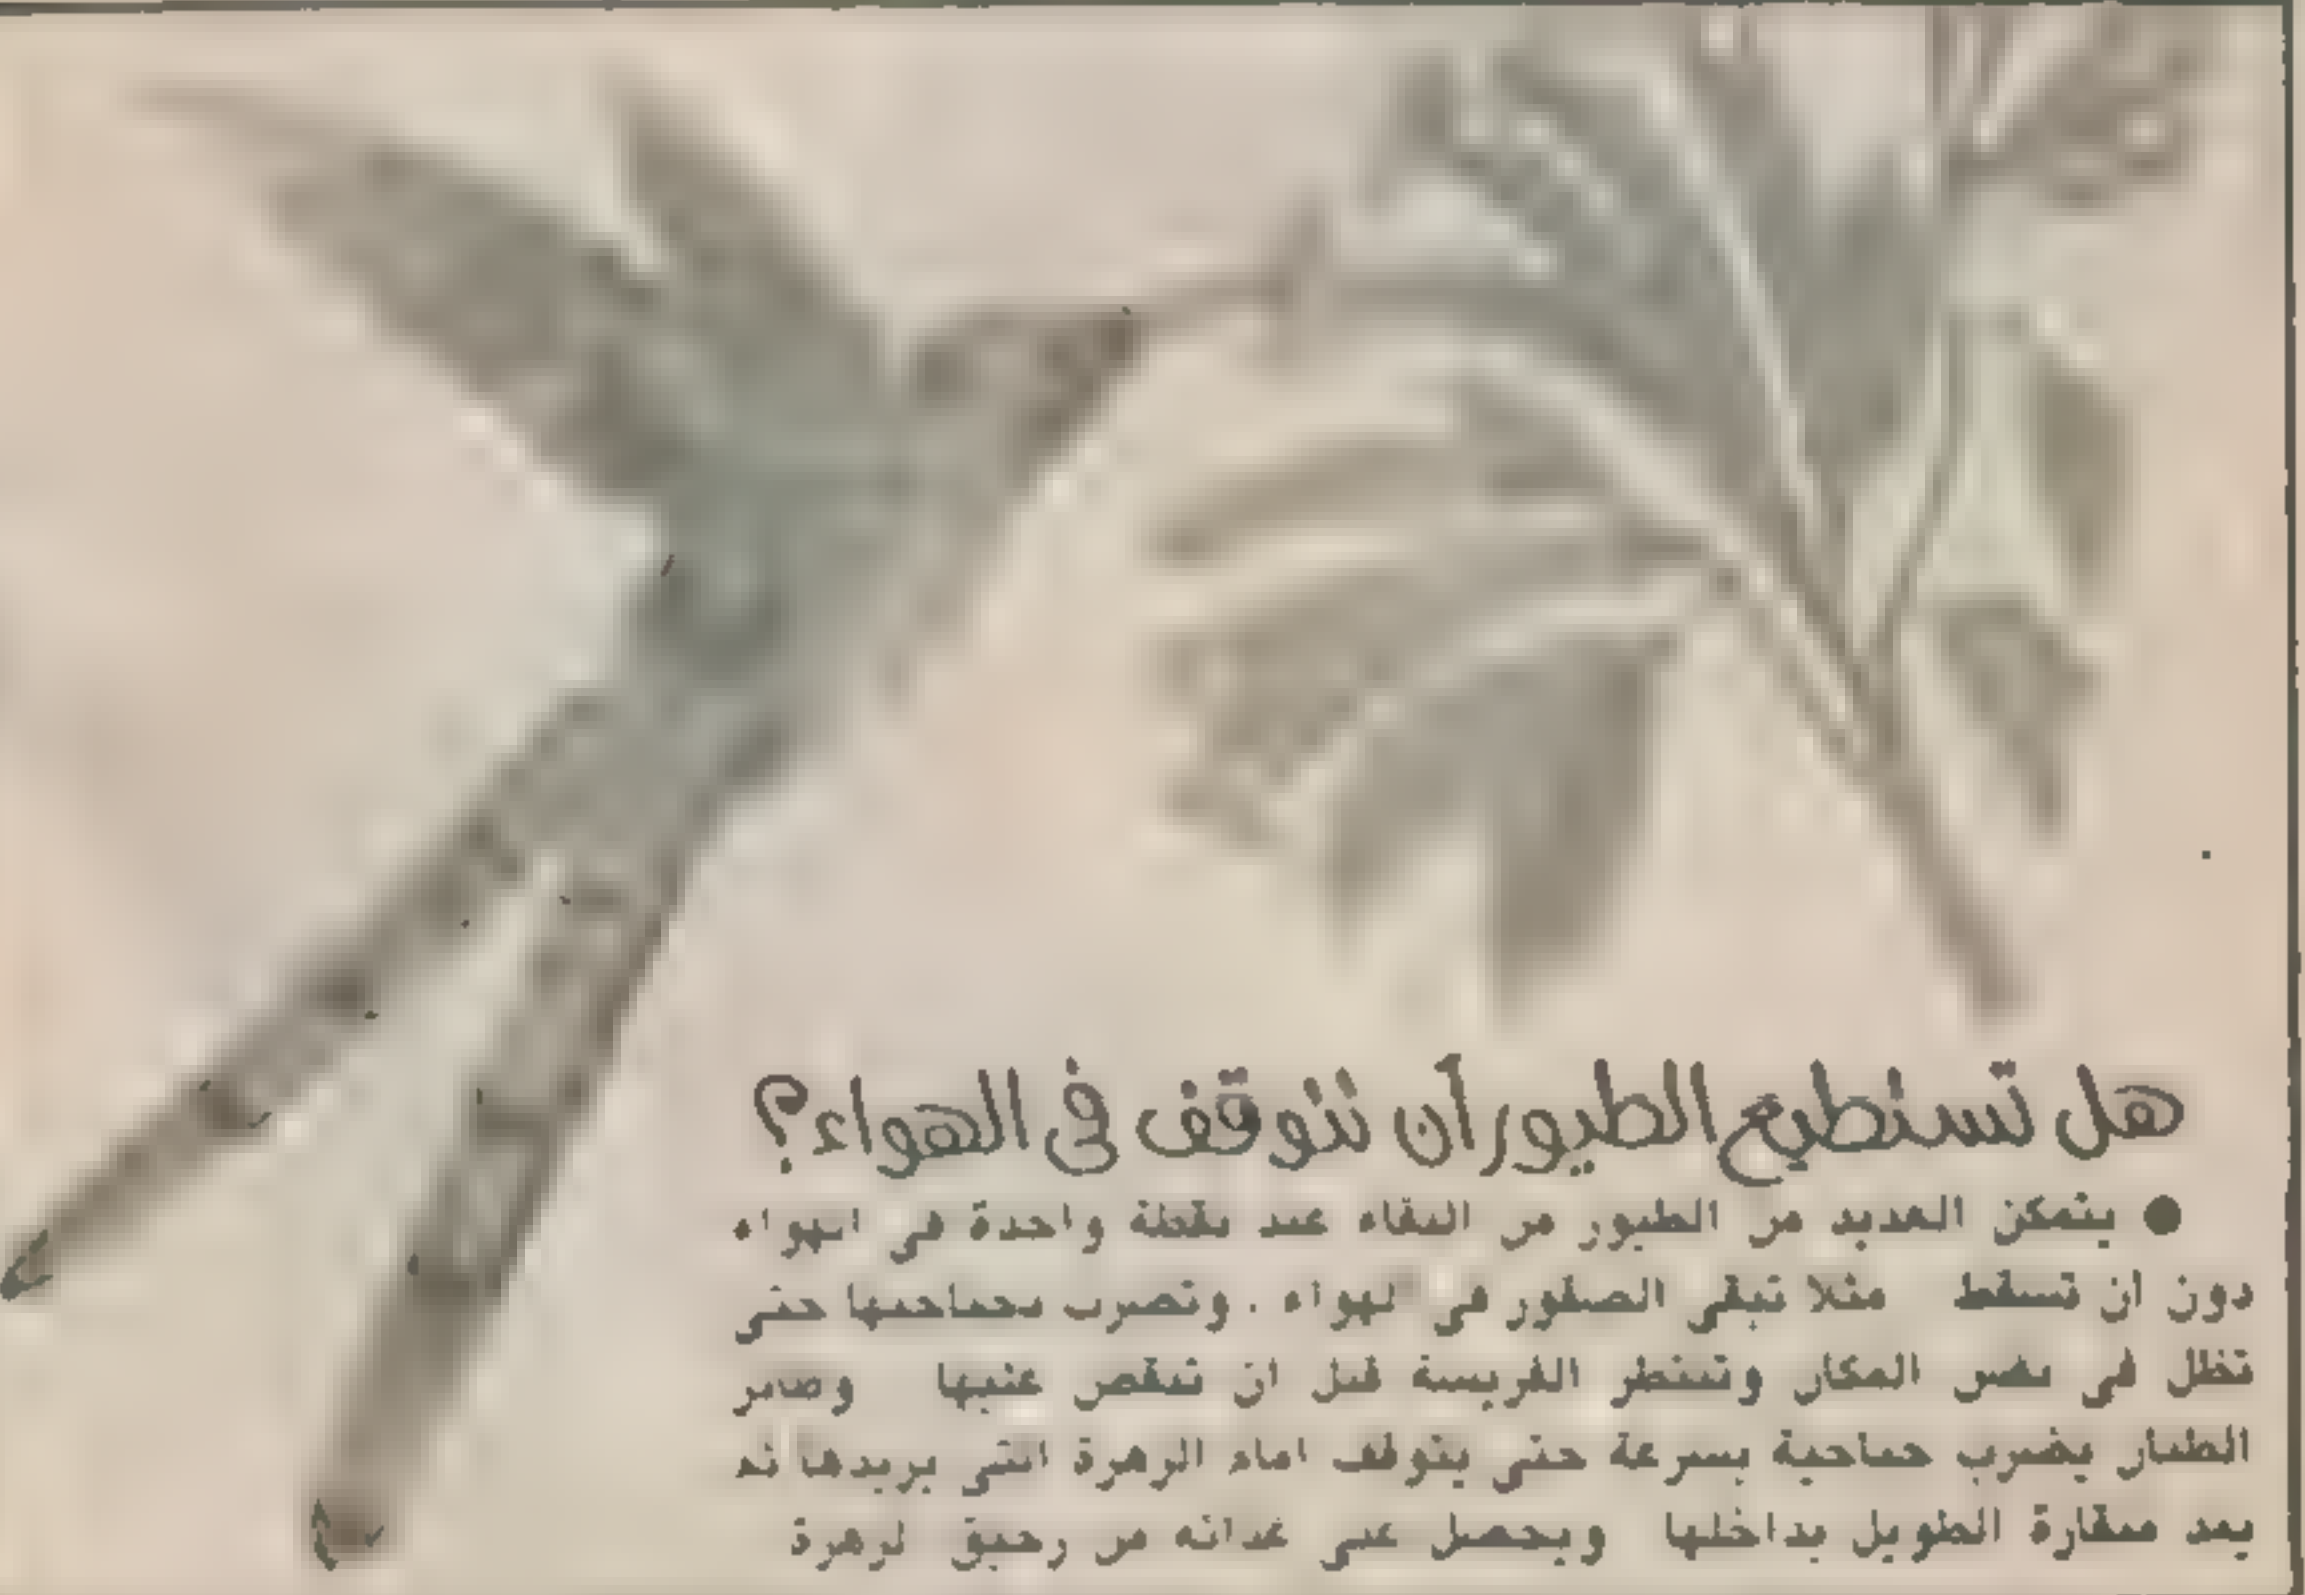 هل تستطيع الطيور أن تتوقف في الهواء؟
● يتمكن العديد من الطيور من البقاء عند نقطة واحدة في الهواء
دون ان تسقط مثلا تبقى الصقور في الهواء . وتضرب بجناحيها حتى
تظل في نفس المكان وتنتظر الفريسة قبل ان تنقض عليها
الطنان يضرب جناحية بسرعة حتى يتوقف امام الزهرة التي يريدها ثم
يمد منقارة الطويل بداخلها ويحصل على غذائه من رحيق الزهرة